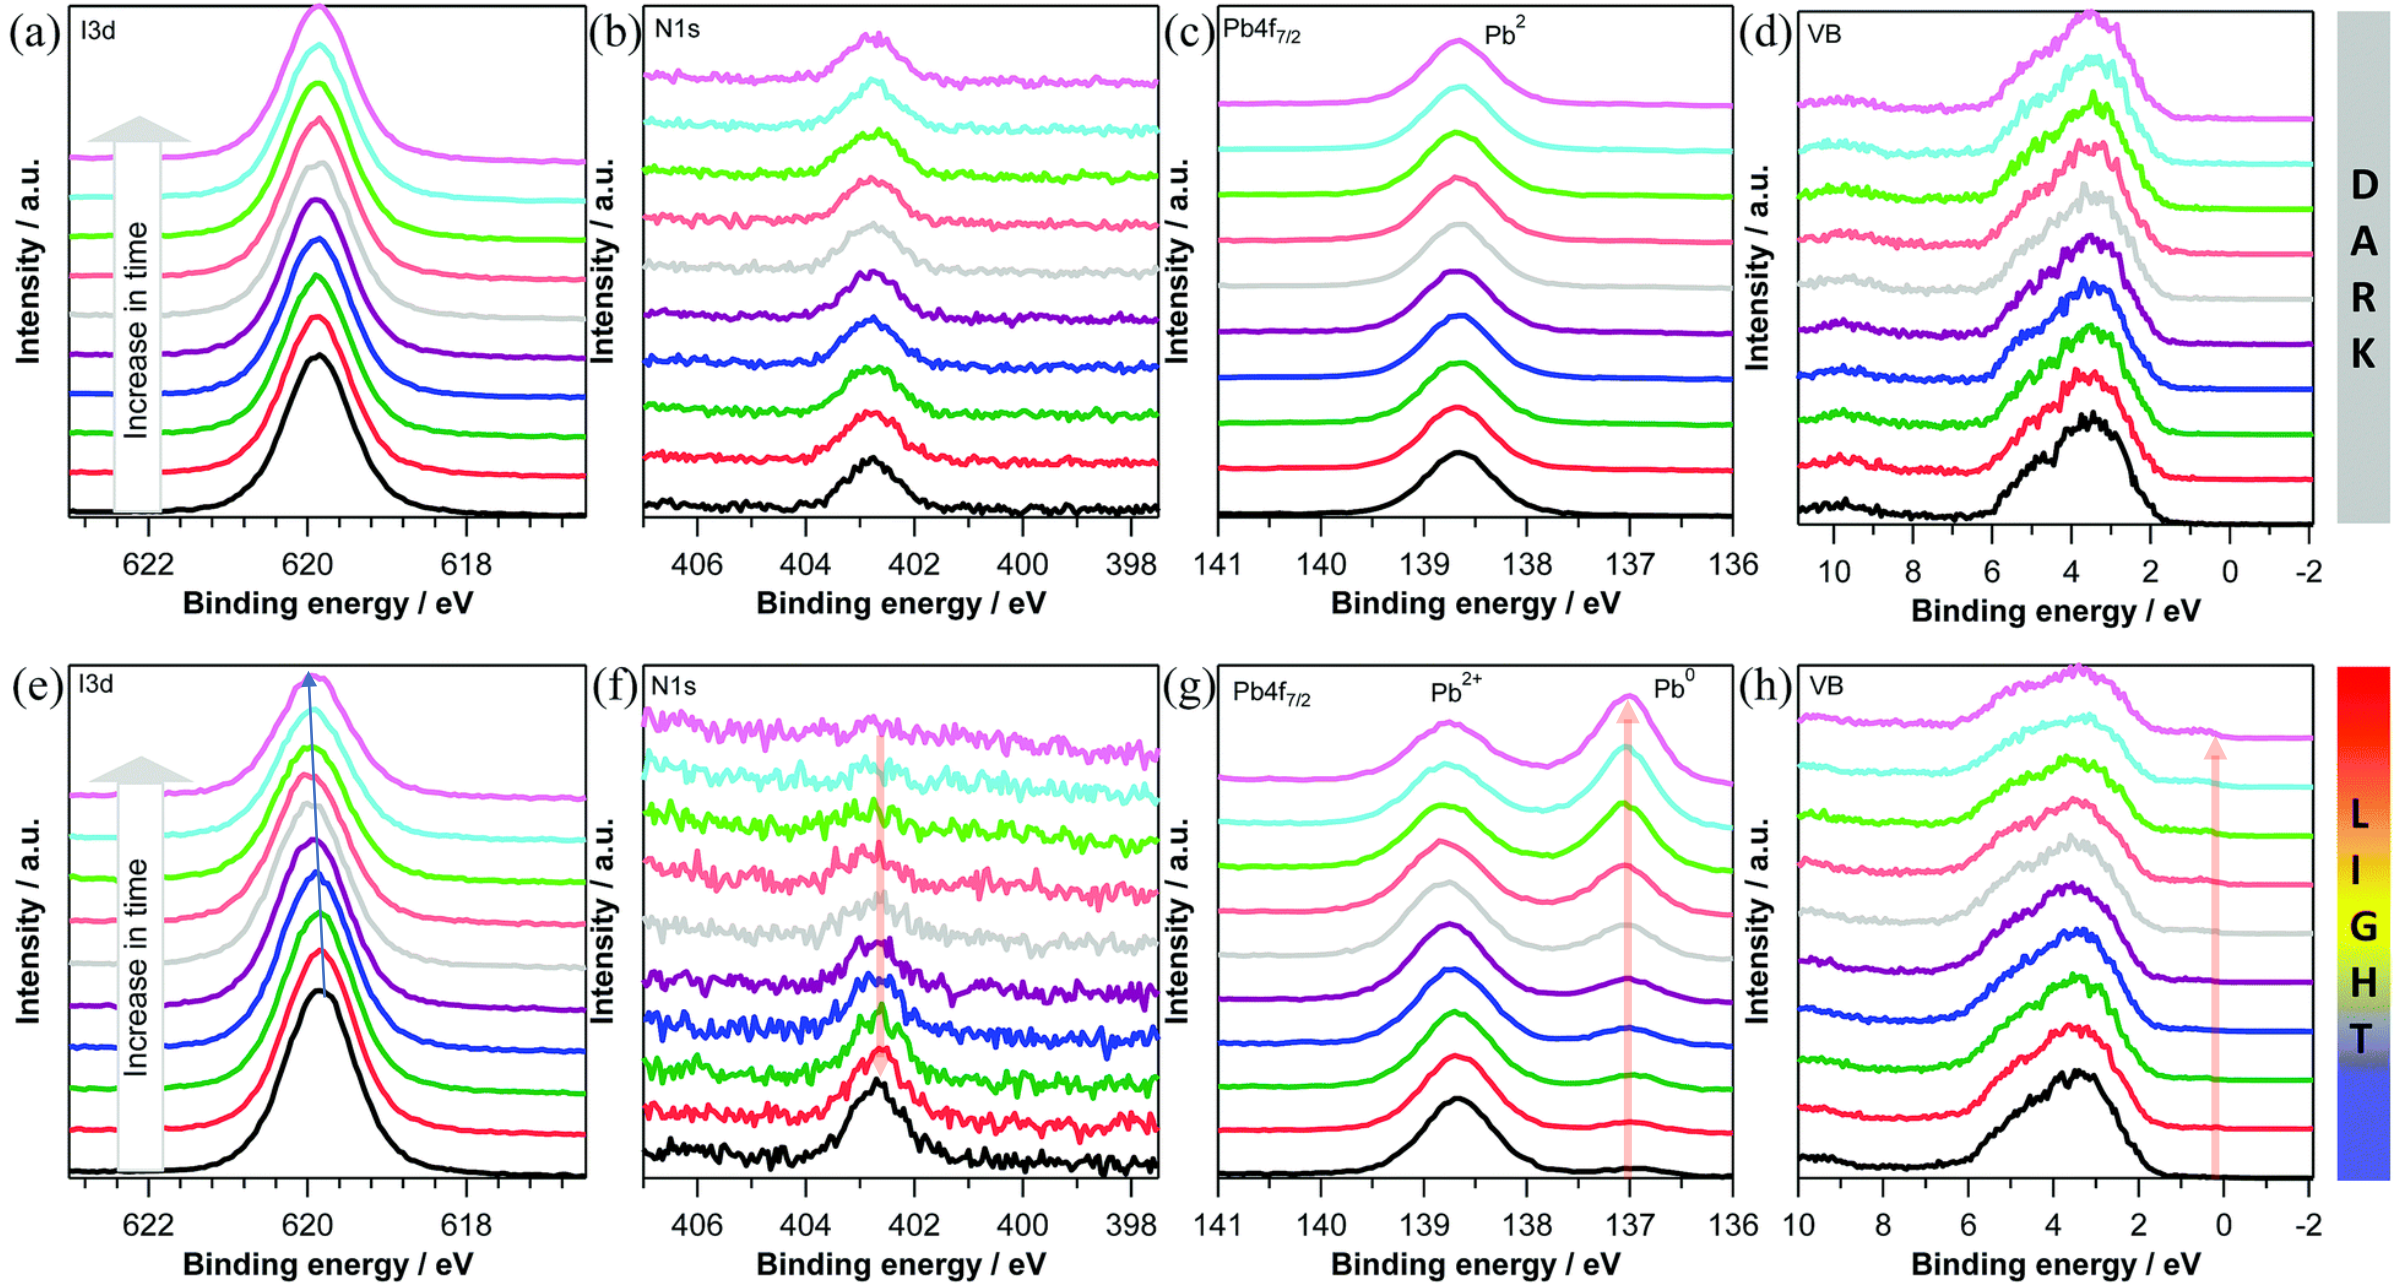 (a) I3d
Intensity / a.u.
Increase in time
622 620 618
Binding energy / eV
(b) N1s
Intensity / a.u.
406 404 402 400 398
Binding energy / eV
(c) Pb4f7/2 Pb2
Intensity / a.u.
141 140 139 138 137 136
Binding energy / eV
(d) VB
Intensity / a.u.
10 8 6 4 2 0 -2
Binding energy / eV
D
A
R
K
(e) I3d
Intensity / a.u.
Increase in time
622 620 618
Binding energy / eV
(f) N1s
Intensity / a.u.
406 404 402 400 398
Binding energy / eV
(g) Pb4f7/2 Pb2+ Pb0
Intensity / a.u.
141 140 139 138 137 136
Binding energy / eV
(h) VB
Intensity / a.u.
10 8 6 4 2 0 -2
Binding energy / eV
L
I
G
H
T